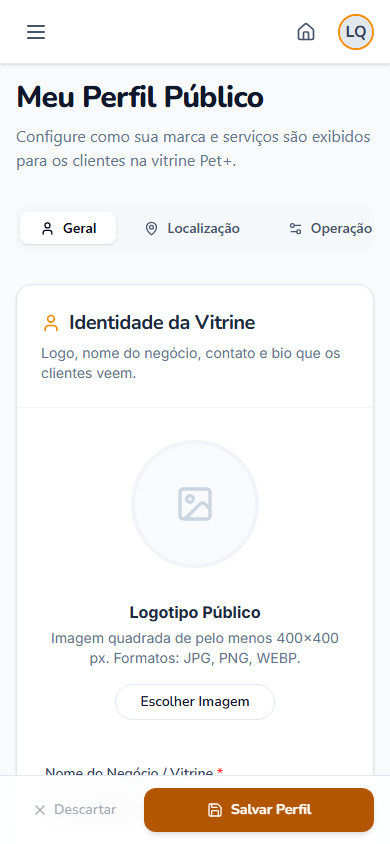 LQ
Meu Perfil Público
Configure como sua marca e serviços são exibidos
para os clientes na vitrine Pet+.
Geral
Localização
Operação
Identidade da Vitrine
Logo, nome do negócio, contato e bio que os
clientes veem.
Logotipo Público
Imagem quadrada de pelo menos 400×400
px. Formatos: JPG, PNG, WEBP.
Escolher Imagem
Nome do Negócio / Vitrine *
Descartar
Salvar Perfil